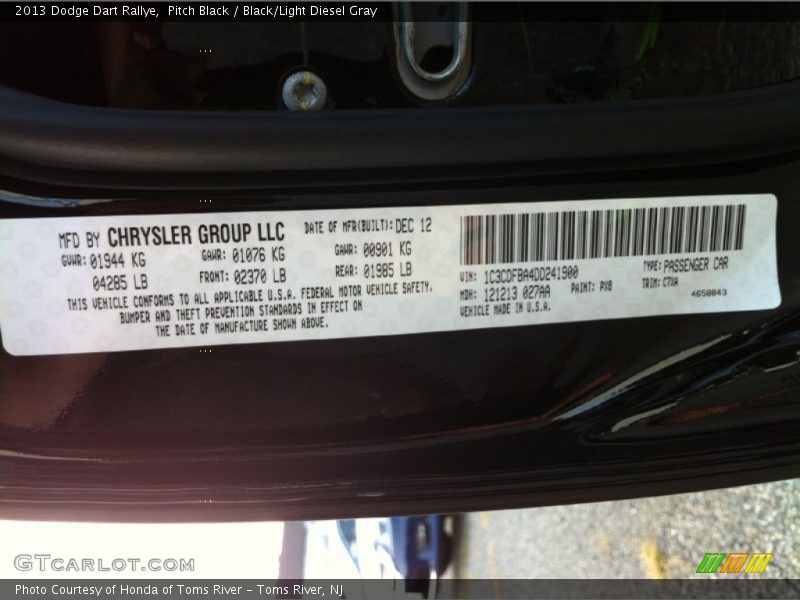 2013 Dodge Dart Rallye,  Pitch Black / Black/Light Diesel Gray
MFD BY CHRYSLER GROUP LLC DATE OF MFR(BUILT): DEC 12
GVWR: 01944 KG GAWR: 01076 KG GAWR: 00901 KG
04285 LB FRONT: 02370 LB REAR: 01985 LB
THIS VEHICLE CONFORMS TO ALL APPLICABLE U.S.A. FEDERAL MOTOR VEHICLE SAFETY,
BUMPER AND THEFT PREVENTION STANDARDS IN EFFECT ON
THE DATE OF MANUFACTURE SHOWN ABOVE.
VIN: 1C3CDFBA4DD241900 TYPE: PASSENGER CAR
MDH: 121213 027AA PAINT: PX8 TRIM: C7XA
VEHICLE MADE IN U.S.A. 4650843
GTcarlot.com
Photo Courtesy of Honda of Toms River – Toms River, NJ